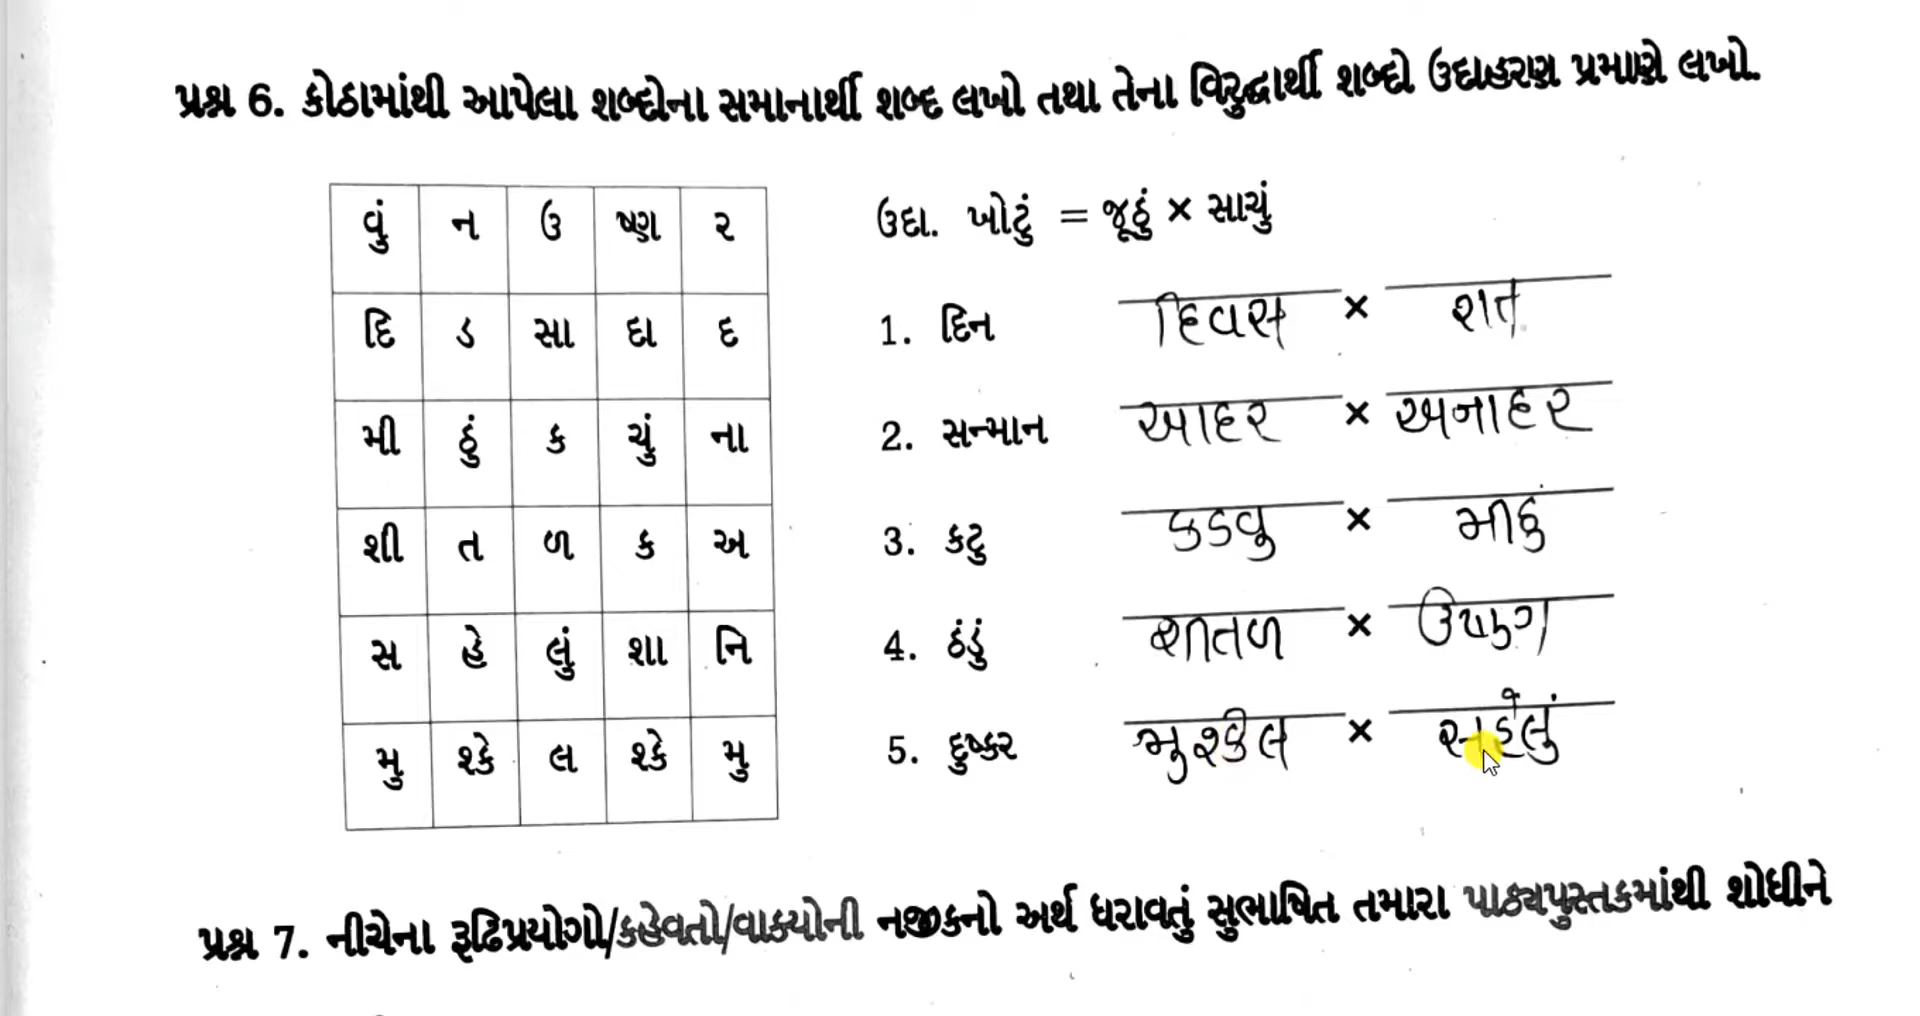 પ્રશ્ન 6. કોઠામાંથી આપેલા શબ્દોના સમાનાર્થી શબ્દ લખો તથા તેના વિરુદ્ધાર્થી શબ્દો ઉદાહરણ પ્રમાણે લખો.
વું ન ઉ ષ્ણ ર
દિ ડ સા દા દ
મી ઠું ક ચું ના
શી ત ળ ક અ
સ હે લું શા નિ
મુ શ્કે લ શ્કે મુ
ઉદા. ખોટું = જૂઠું × સાચું
1. દિન દિવસ × રાત
2. સન્માન આદર × અનાદર
3. કટુ કડવુ × મીઠું
4. ઠંડું શીતળ × ઉષ્ણ
5. દુષ્કર મુશ્કેલ × સહેલું
પ્રશ્ન 7. નીચેના રૂઢિપ્રયોગો/કહેવતો/વાક્યોની નજીકનો અર્થ ધરાવતું સુભાષિત તમારા પાઠ્યપુસ્તકમાંથી શોધીને